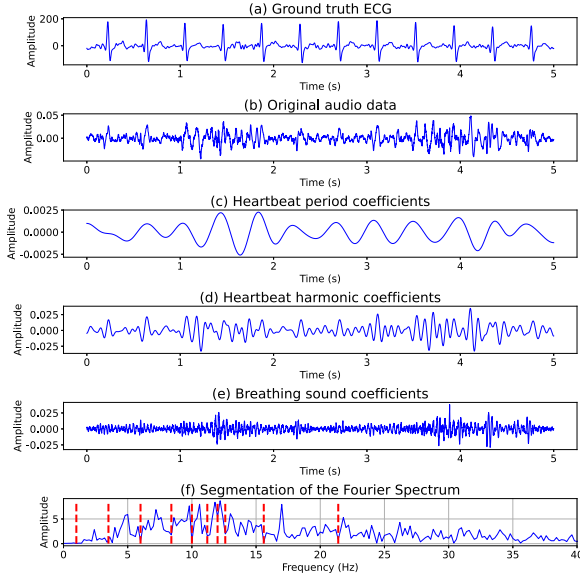 (a) Ground truth ECG
Amplitude
200
0
0 1 2 3 4 5
Time (s)
(b) Original audio data
Amplitude
0.05
0.00
0 1 2 3 4 5
Time (s)
(c) Heartbeat period coefficients
Amplitude
0.0025
0.0000
-0.0025
0 1 2 3 4 5
Time (s)
(d) Heartbeat harmonic coefficients
Amplitude
0.025
0.000
-0.025
0 1 2 3 4 5
Time (s)
(e) Breathing sound coefficients
Amplitude
0.025
0.000
-0.025
0 1 2 3 4 5
Time (s)
(f) Segmentation of the Fourier Spectrum
Amplitude
5
0
0 5 10 15 20 25 30 35 40
Frequency (Hz)